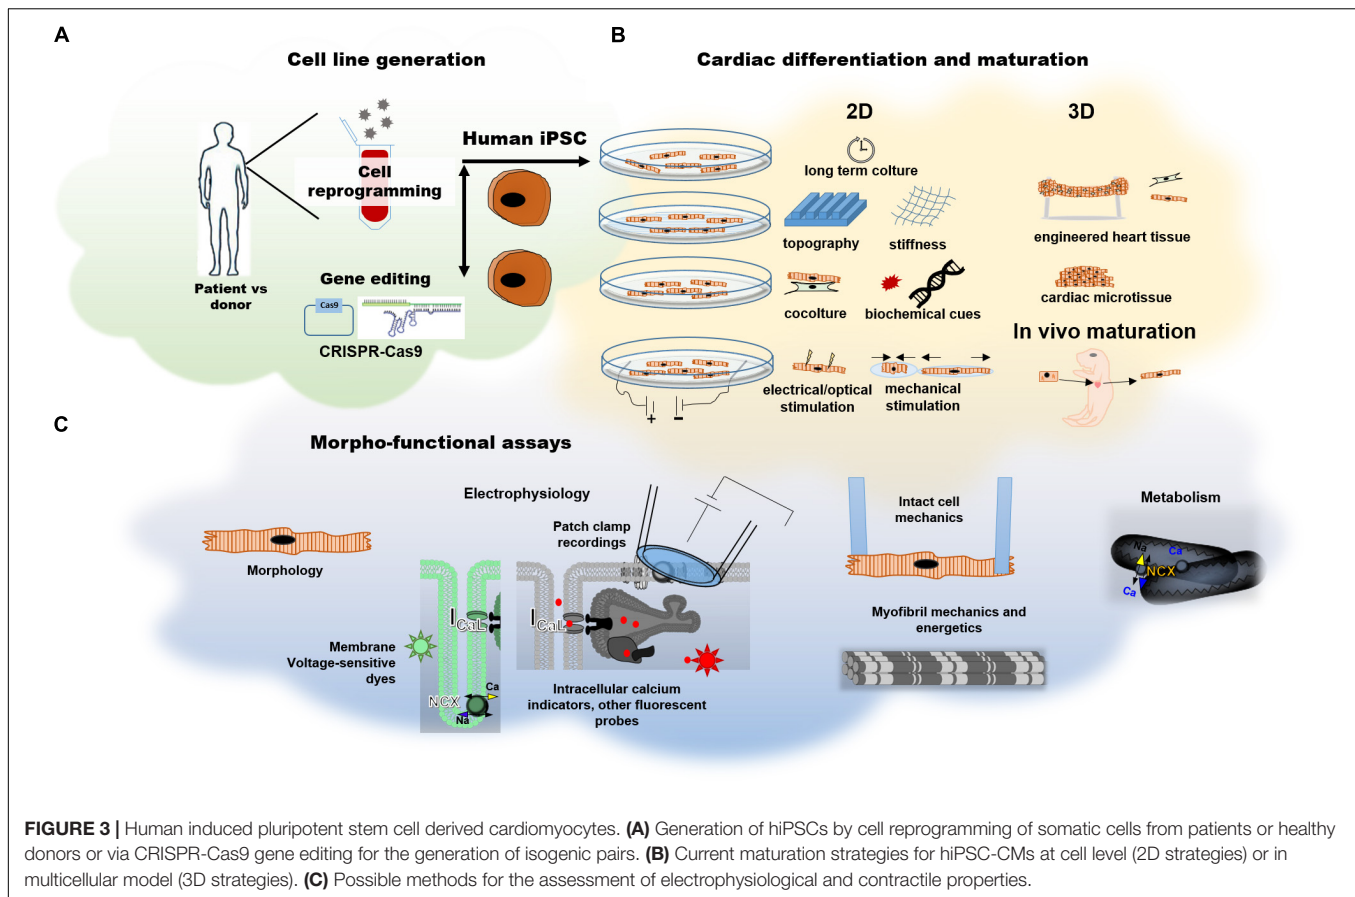 A
Cell line generation
Patient vs
donor
Cell
reprogramming
Human iPSC
Gene editing
Cas9
CRISPR-Cas9
B
Cardiac differentiation and maturation
2D
long term colture
topography
stiffness
cocolture
biochemical cues
electrical/optical
stimulation
mechanical
stimulation
+
−
3D
engineered heart tissue
cardiac microtissue
In vivo maturation
C
Morpho-functional assays
Morphology
Electrophysiology
Patch clamp
recordings
Membrane
Voltage-sensitive
dyes
ICaL
NCX
Ca
Na
ICaL
Intracellular calcium
indicators, other fluorescent
probes
Intact cell
mechanics
Myofibril mechanics and
energetics
Metabolism
Na
Ca
NCX
Ca
FIGURE 3 | Human induced pluripotent stem cell derived cardiomyocytes. (A) Generation of hiPSCs by cell reprogramming of somatic cells from patients or healthy
donors or via CRISPR-Cas9 gene editing for the generation of isogenic pairs. (B) Current maturation strategies for hiPSC-CMs at cell level (2D strategies) or in
multicellular model (3D strategies). (C) Possible methods for the assessment of electrophysiological and contractile properties.